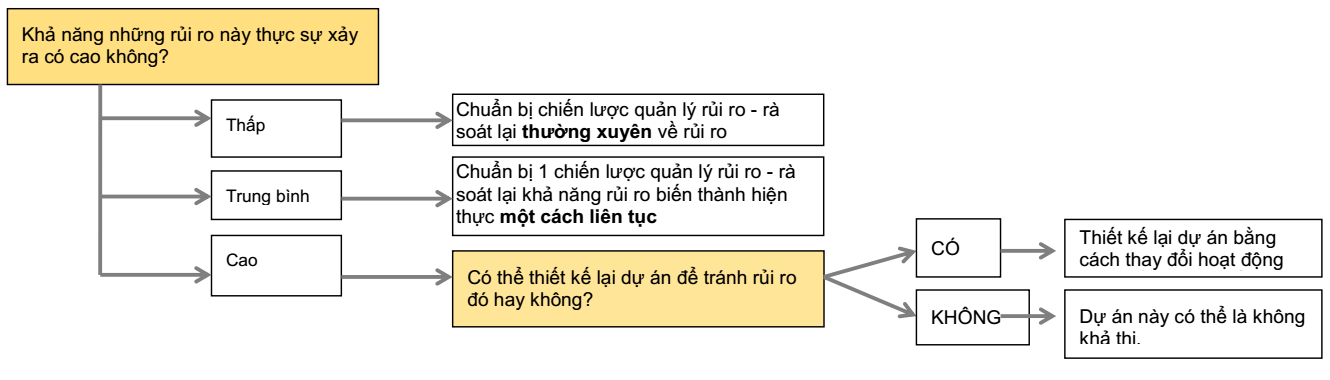 Khả năng những rủi ro này thực sự xảy
ra có cao không?
Thấp
Chuẩn bị chiến lược quản lý rủi ro - rà
soát lại thường xuyên về rủi ro
Trung bình
Chuẩn bị 1 chiến lược quản lý rủi ro - rà
soát lại khả năng rủi ro biến thành hiện
thực một cách liên tục
Cao
Có thể thiết kế lại dự án để tránh rủi ro
đó hay không?
CÓ
Thiết kế lại dự án bằng
cách thay đổi hoạt động
KHÔNG
Dự án này có thể là không
khả thi.